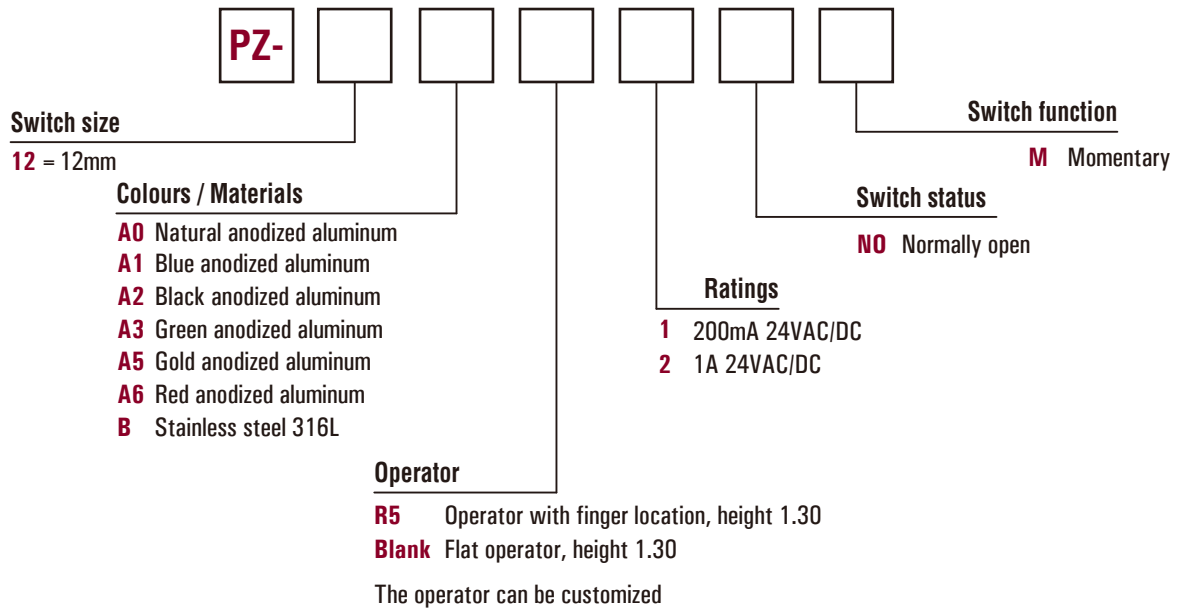 PZ-
Switch size
12 = 12mm
Colours / Materials
A0 Natural anodized aluminum
A1 Blue anodized aluminum
A2 Black anodized aluminum
A3 Green anodized aluminum
A5 Gold anodized aluminum
A6 Red anodized aluminum
B Stainless steel 316L
Operator
R5 Operator with finger location, height 1.30
Blank Flat operator, height 1.30
The operator can be customized
Ratings
1 200mA 24VAC/DC
2 1A 24VAC/DC
Switch status
NO Normally open
Switch function
M Momentary